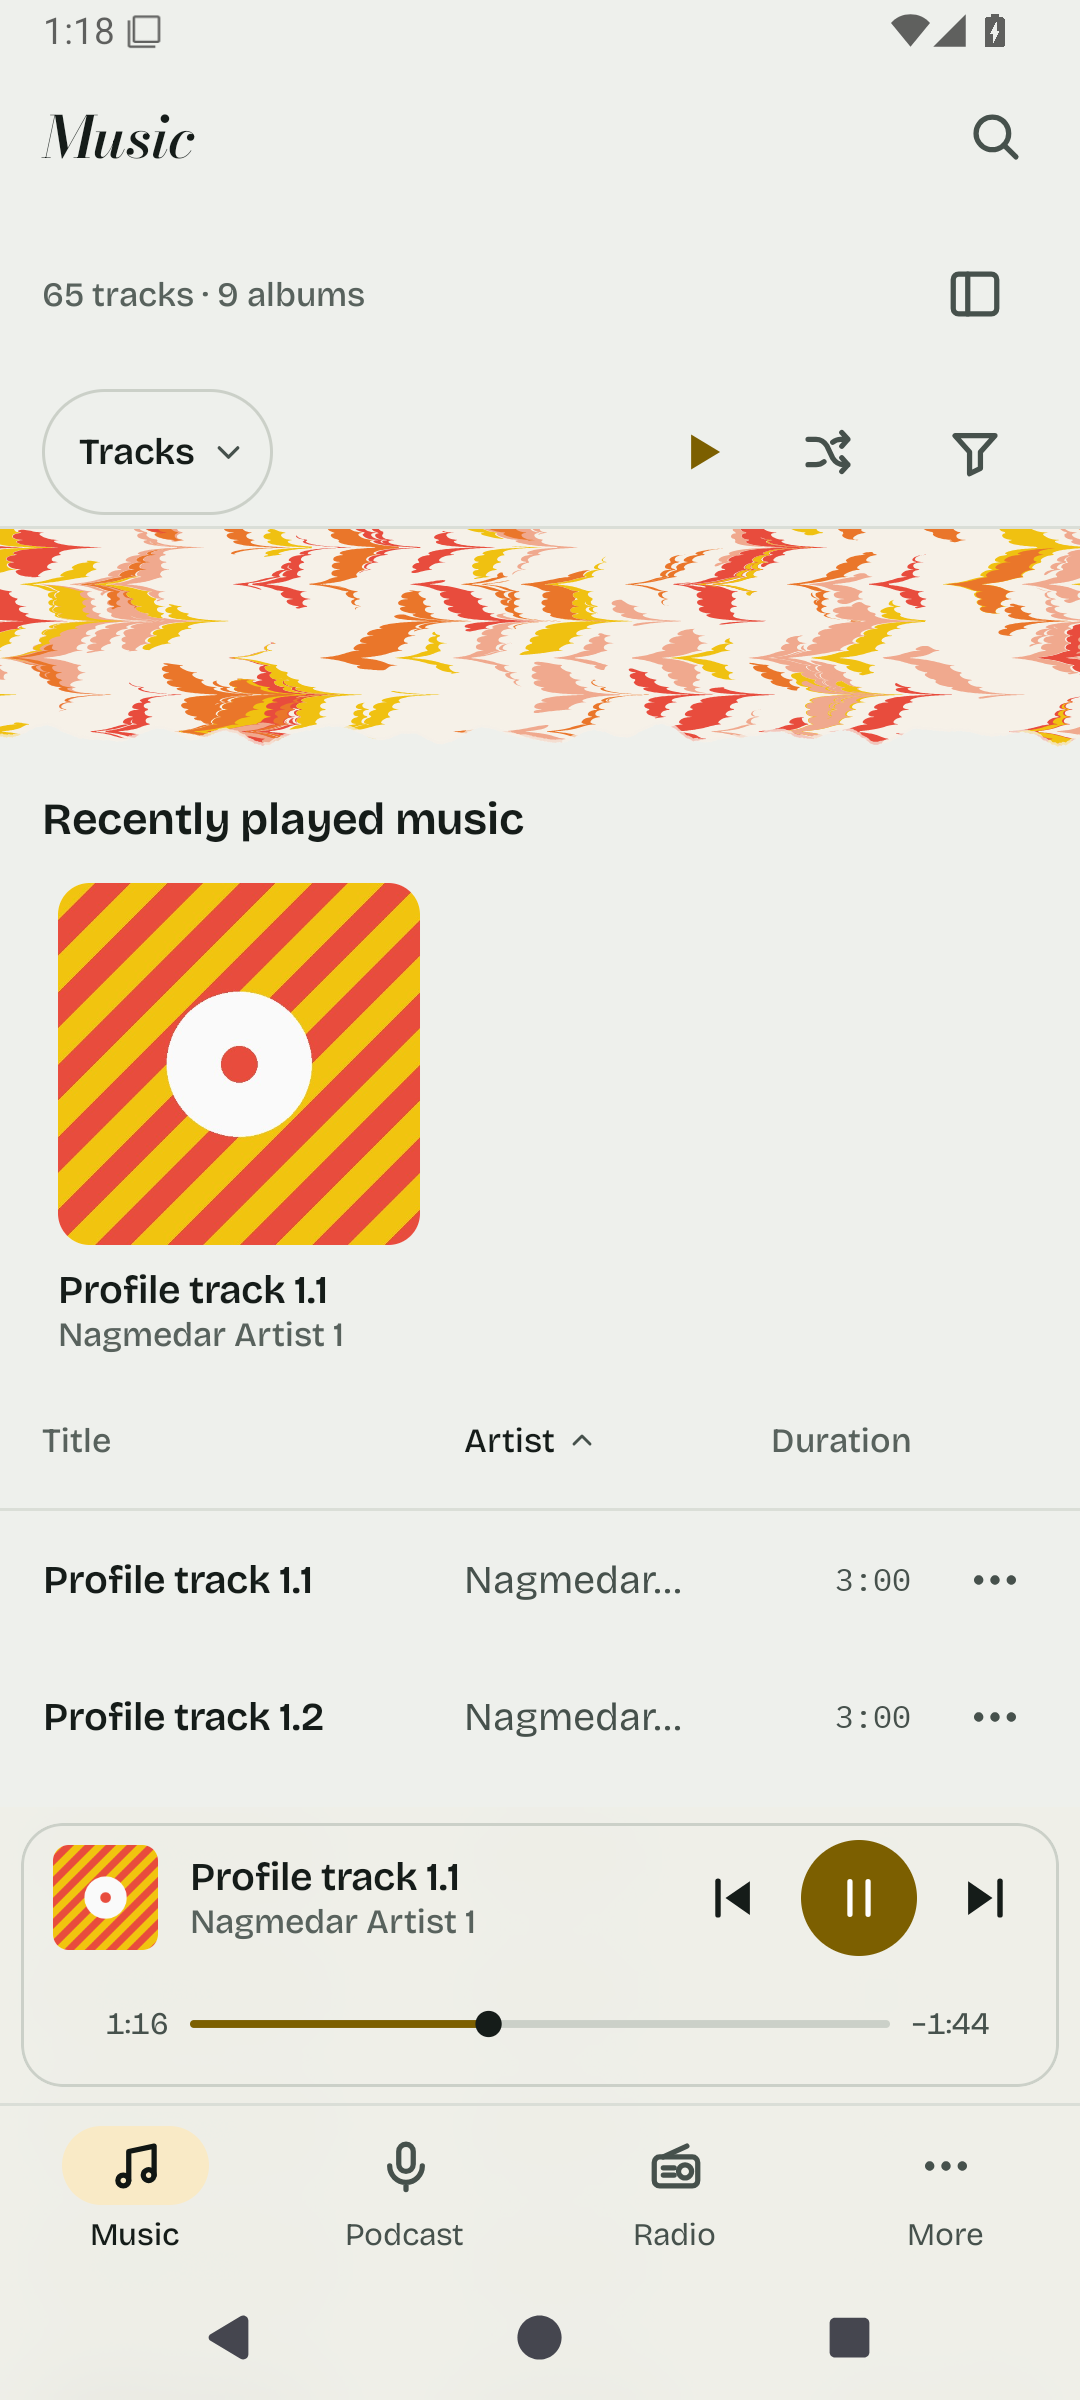 1:18
Music
65 tracks · 9 albums
Tracks
Recently played music
Profile track 1.1
Nagmedar Artist 1
Title Artist Duration
Profile track 1.1 Nagmedar... 3:00
Profile track 1.2 Nagmedar... 3:00
Profile track 1.1
Nagmedar Artist 1
1:16 -1:44
Music Podcast Radio More